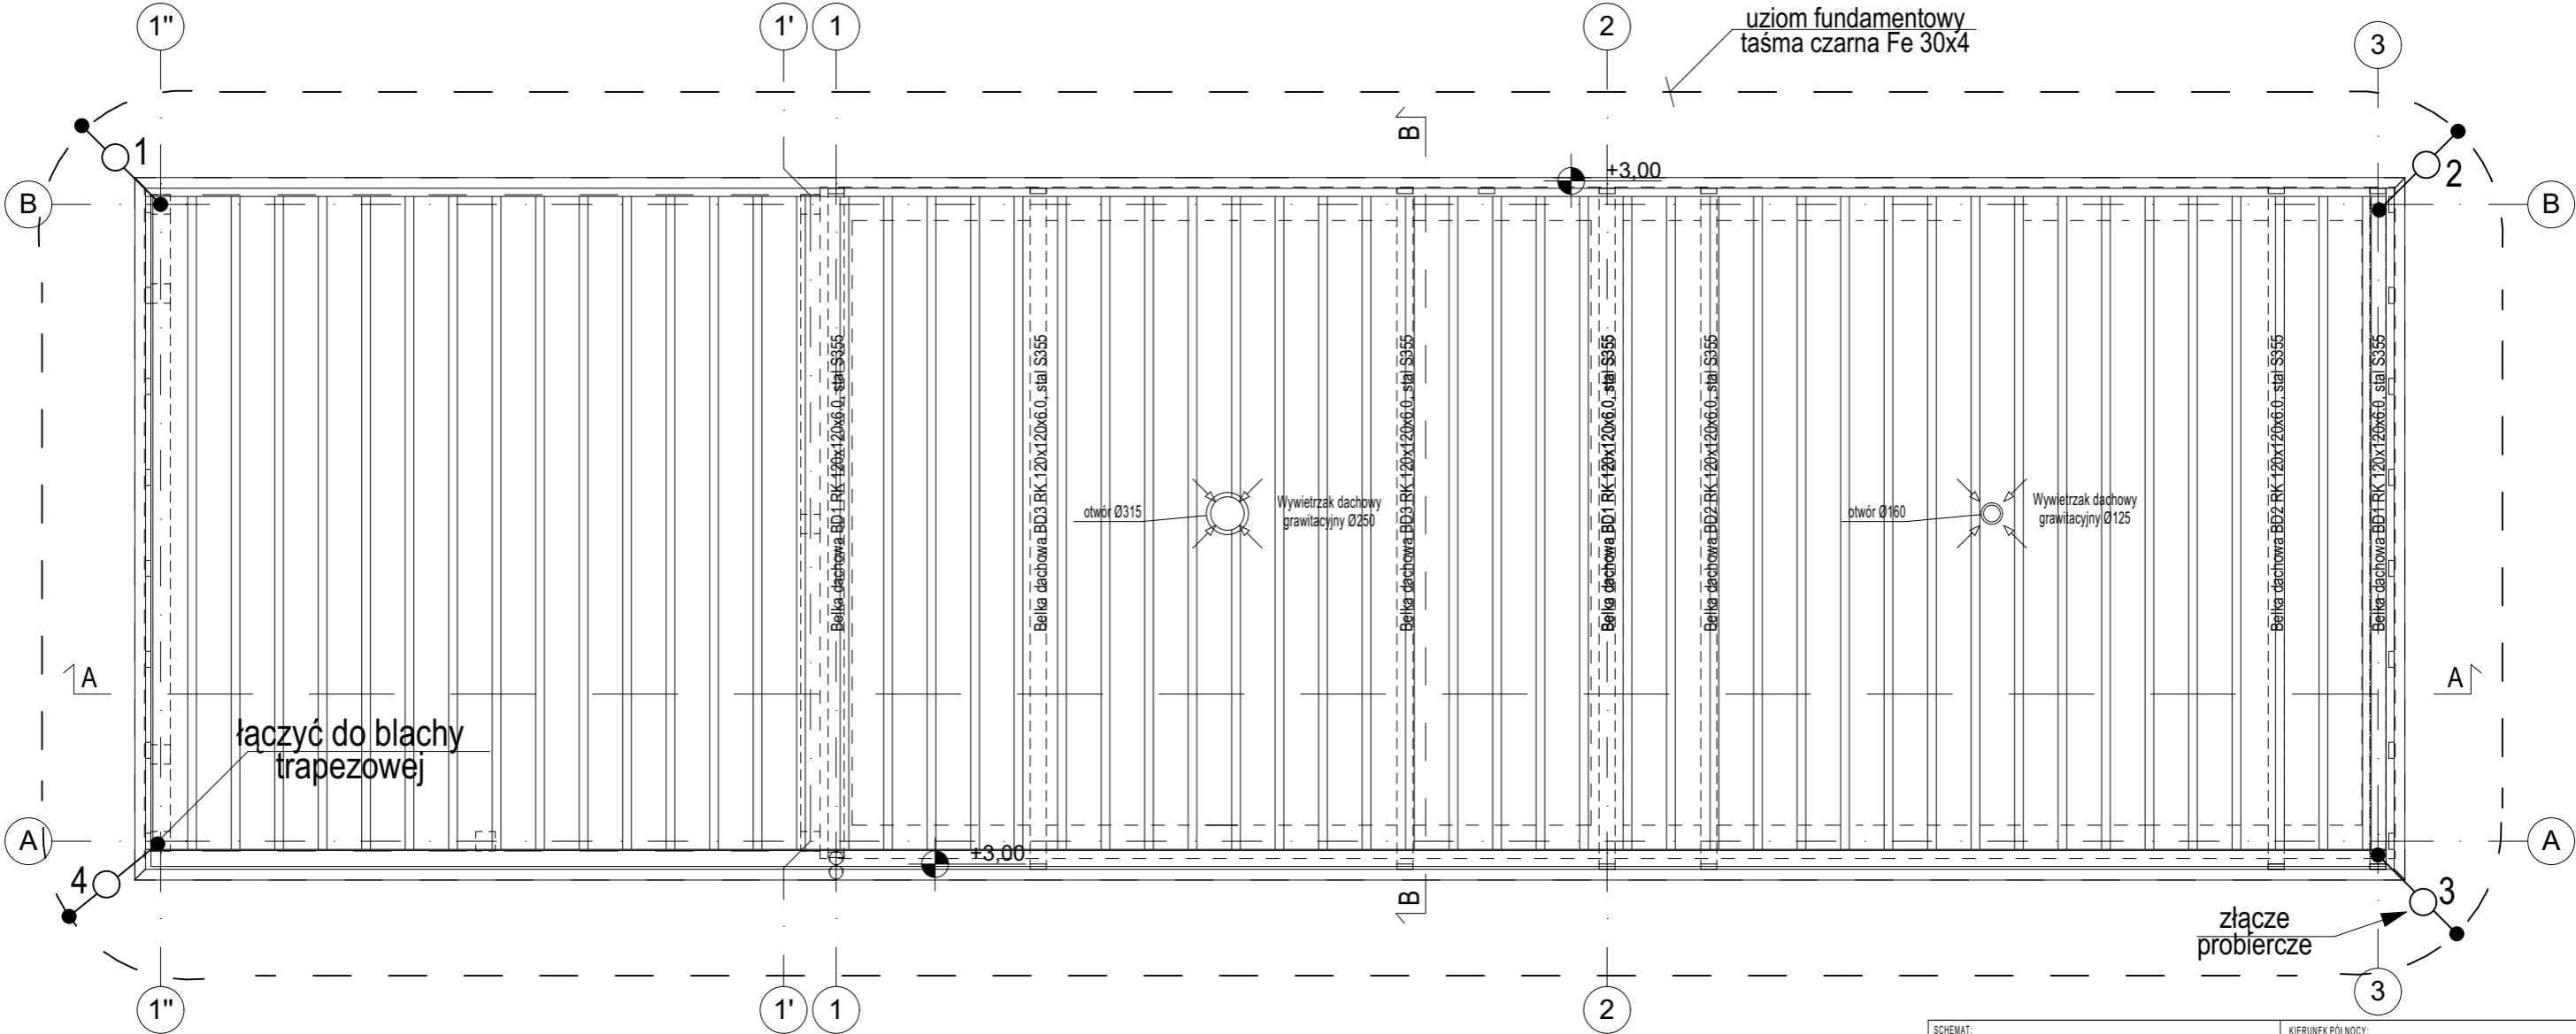 1"
1'
1
2
3
uziom fundamentowy
taśma czarna Fe 30x4
1
2
B
+3,00
B
B
Belka dachowa BD1 RK 120x120x6.0, stal S355
Belka dachowa BD3 RK 120x120x6.0, stal S355
Belka dachowa BD3 RK 120x120x6.0, stal S355
Belka dachowa BD1 RK 120x120x6.0, stal S355
Belka dachowa BD2 RK 120x120x6.0, stal S355
Belka dachowa BD2 RK 120x120x6.0, stal S355
Belka dachowa BD1 RK 120x120x6.0, stal S355
otwór Ø315
Wywietrzak dachowy
grawitacyjny Ø250
otwór Ø160
Wywietrzak dachowy
grawitacyjny Ø125
A
A
łączyć do blachy
trapezowej
A
A
+3,00
4
3
B
złącze
probiercze
1"
1'
1
2
3
SCHEMAT:
KIERUNEK PÓŁNOCY: